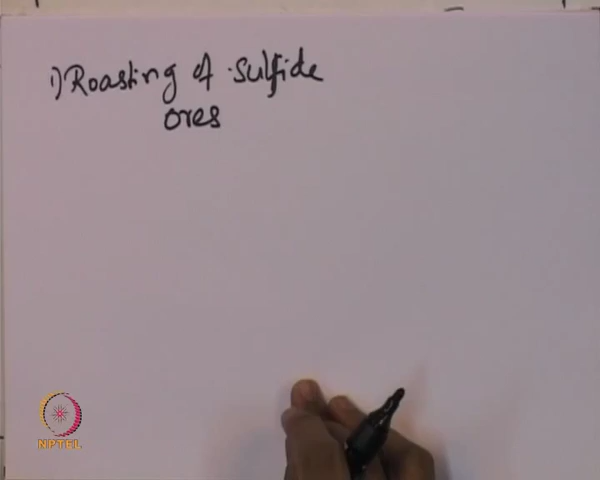 1) Roasting of Sulfide
ores
NPTEL